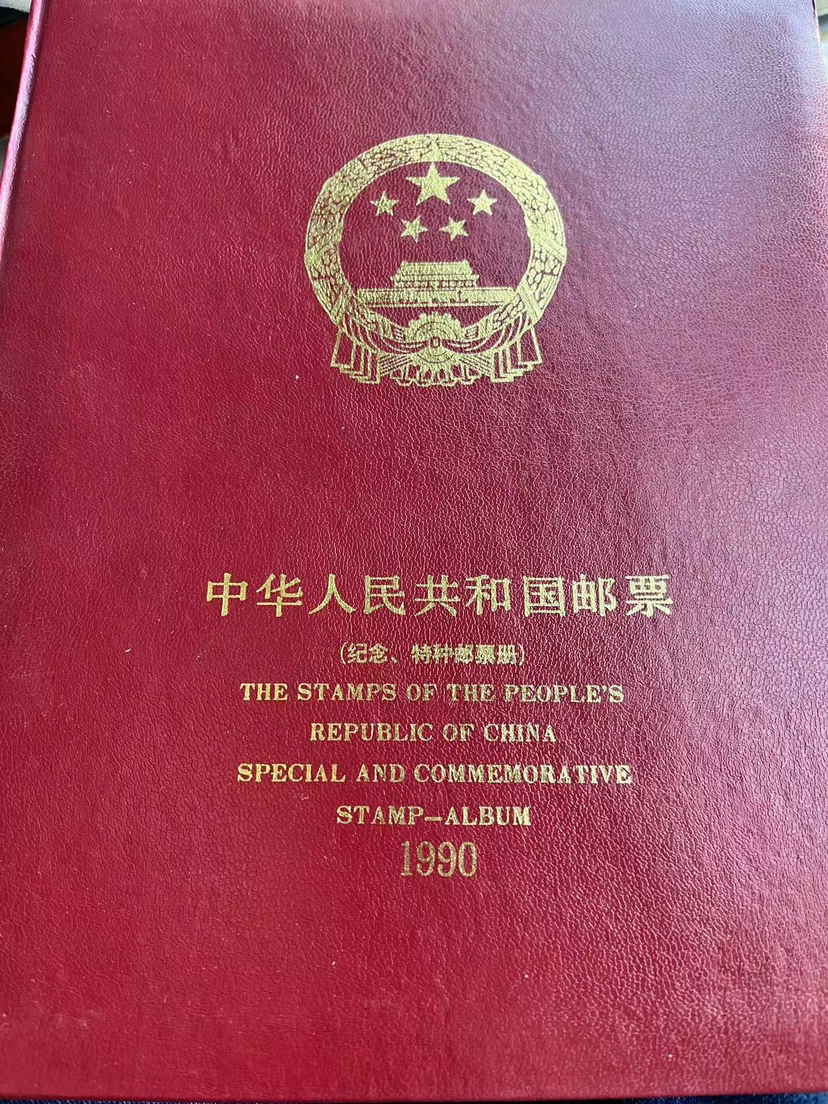 中华人民共和国邮票
(纪念、特种邮票册)
THE STAMPS OF THE PEOPLE'S
REPUBLIC OF CHINA
SPECIAL AND COMMEMORATIVE
STAMP-ALBUM
1990